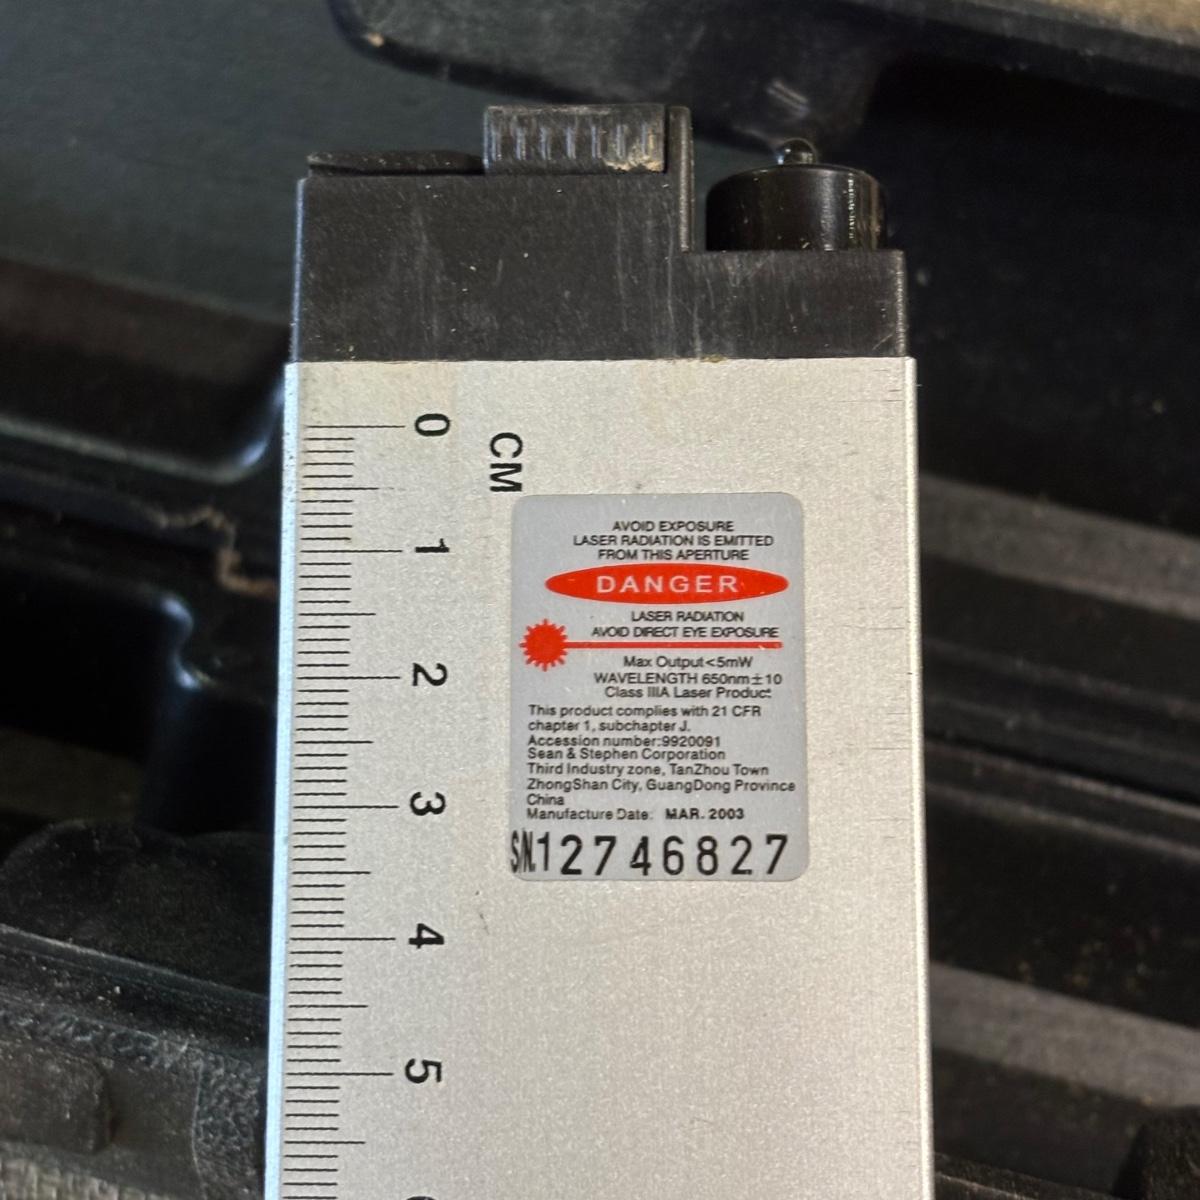 0
CM
1
2
3
4
5
AVOID EXPOSURE
LASER RADIATION IS EMITTED
FROM THIS APERTURE
DANGER
LASER RADIATION
AVOID DIRECT EYE EXPOSURE
Max Output<5mW
WAVELENGTH 650nm±10
Class IIIA Laser Product
This product complies with 21 CFR
chapter 1, subchapter J.
Accession number:9920091
Sean & Stephen Corporation
Third Industry zone, TanZhou Town
ZhongShan City, GuangDong Province
China
Manufacture Date: MAR. 2003
S/N.12746827